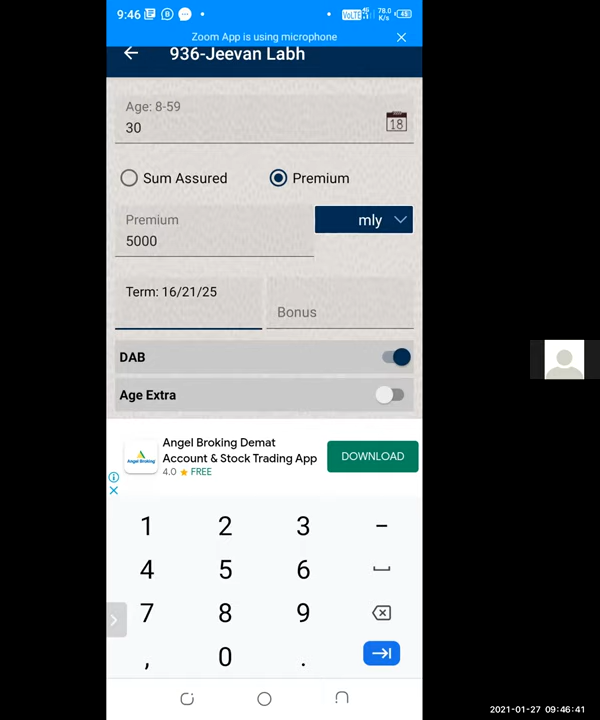 9:46
VoLTE 4G 78.0 K/s 45
Zoom App is using microphone
936-Jeevan Labh
Age: 8-59
30
18
Sum Assured
Premium
Premium
5000
mly
Term: 16/21/25
Bonus
DAB
Age Extra
Angel Broking
Angel Broking Demat
Account & Stock Trading App
4.0 ★ FREE
DOWNLOAD
1 2 3 -
4 5 6
7 8 9
, 0 .
2021-01-27 09:46:41